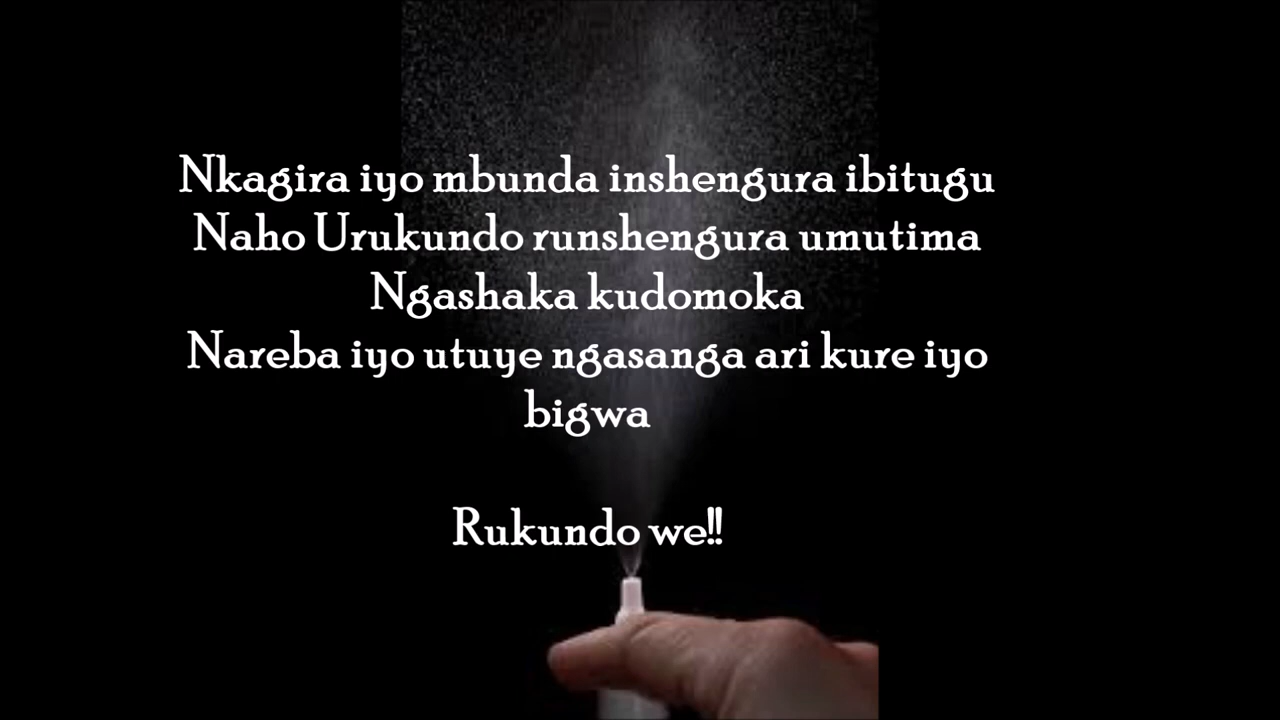 Nkagira iyo mbunda inshengura ibitugu
Naho Urukundo runshengura umutima
Ngashaka kudomoka
Nareba iyo utuye ngasanga ari kure iyo
bigwa
Rukundo we!!